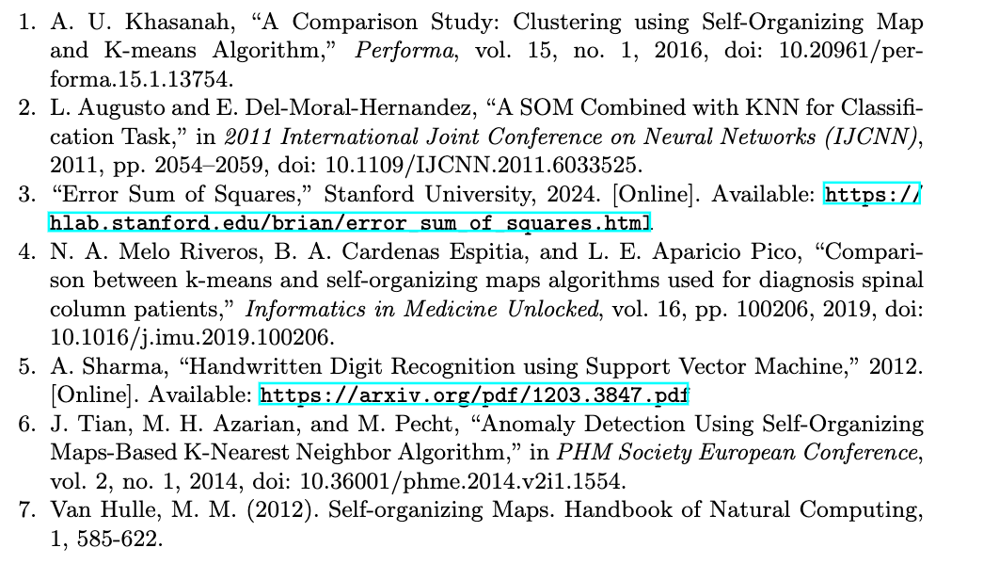 1. A. U. Khasanah, “A Comparison Study: Clustering using Self-Organizing Map
and K-means Algorithm,” Performa, vol. 15, no. 1, 2016, doi: 10.20961/per-
forma.15.1.13754.
2. L. Augusto and E. Del-Moral-Hernandez, “A SOM Combined with KNN for Classifi-
cation Task,” in 2011 International Joint Conference on Neural Networks (IJCNN),
2011, pp. 2054–2059, doi: 10.1109/IJCNN.2011.6033525.
3. “Error Sum of Squares,” Stanford University, 2024. [Online]. Available: https://
hlab.stanford.edu/brian/error_sum_of_squares.html.
4. N. A. Melo Riveros, B. A. Cardenas Espitia, and L. E. Aparicio Pico, “Compari-
son between k-means and self-organizing maps algorithms used for diagnosis spinal
column patients,” Informatics in Medicine Unlocked, vol. 16, pp. 100206, 2019, doi:
10.1016/j.imu.2019.100206.
5. A. Sharma, “Handwritten Digit Recognition using Support Vector Machine,” 2012.
[Online]. Available: https://arxiv.org/pdf/1203.3847.pdf
6. J. Tian, M. H. Azarian, and M. Pecht, “Anomaly Detection Using Self-Organizing
Maps-Based K-Nearest Neighbor Algorithm,” in PHM Society European Conference,
vol. 2, no. 1, 2014, doi: 10.36001/phme.2014.v2i1.1554.
7. Van Hulle, M. M. (2012). Self-organizing Maps. Handbook of Natural Computing,
1, 585-622.